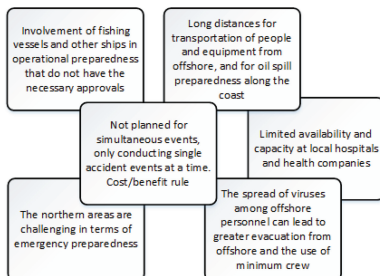 Involvement of fishing
vessels and other ships in
operational preparedness
that do not have the
necessary approvals
Long distances for
transportation of people
and equipment from
offshore, and for oil spill
preparedness along the
coast
Not planned for
simultaneous events,
only conducting single
accident events at a time.
Cost/benefit rule
Limited availability and
capacity at local hospitals
and health companies
The northern areas are
challenging in terms of
emergency preparedness
The spread of viruses
among offshore
personnel can lead to
greater evacuation from
offshore and the use of
minimum crew